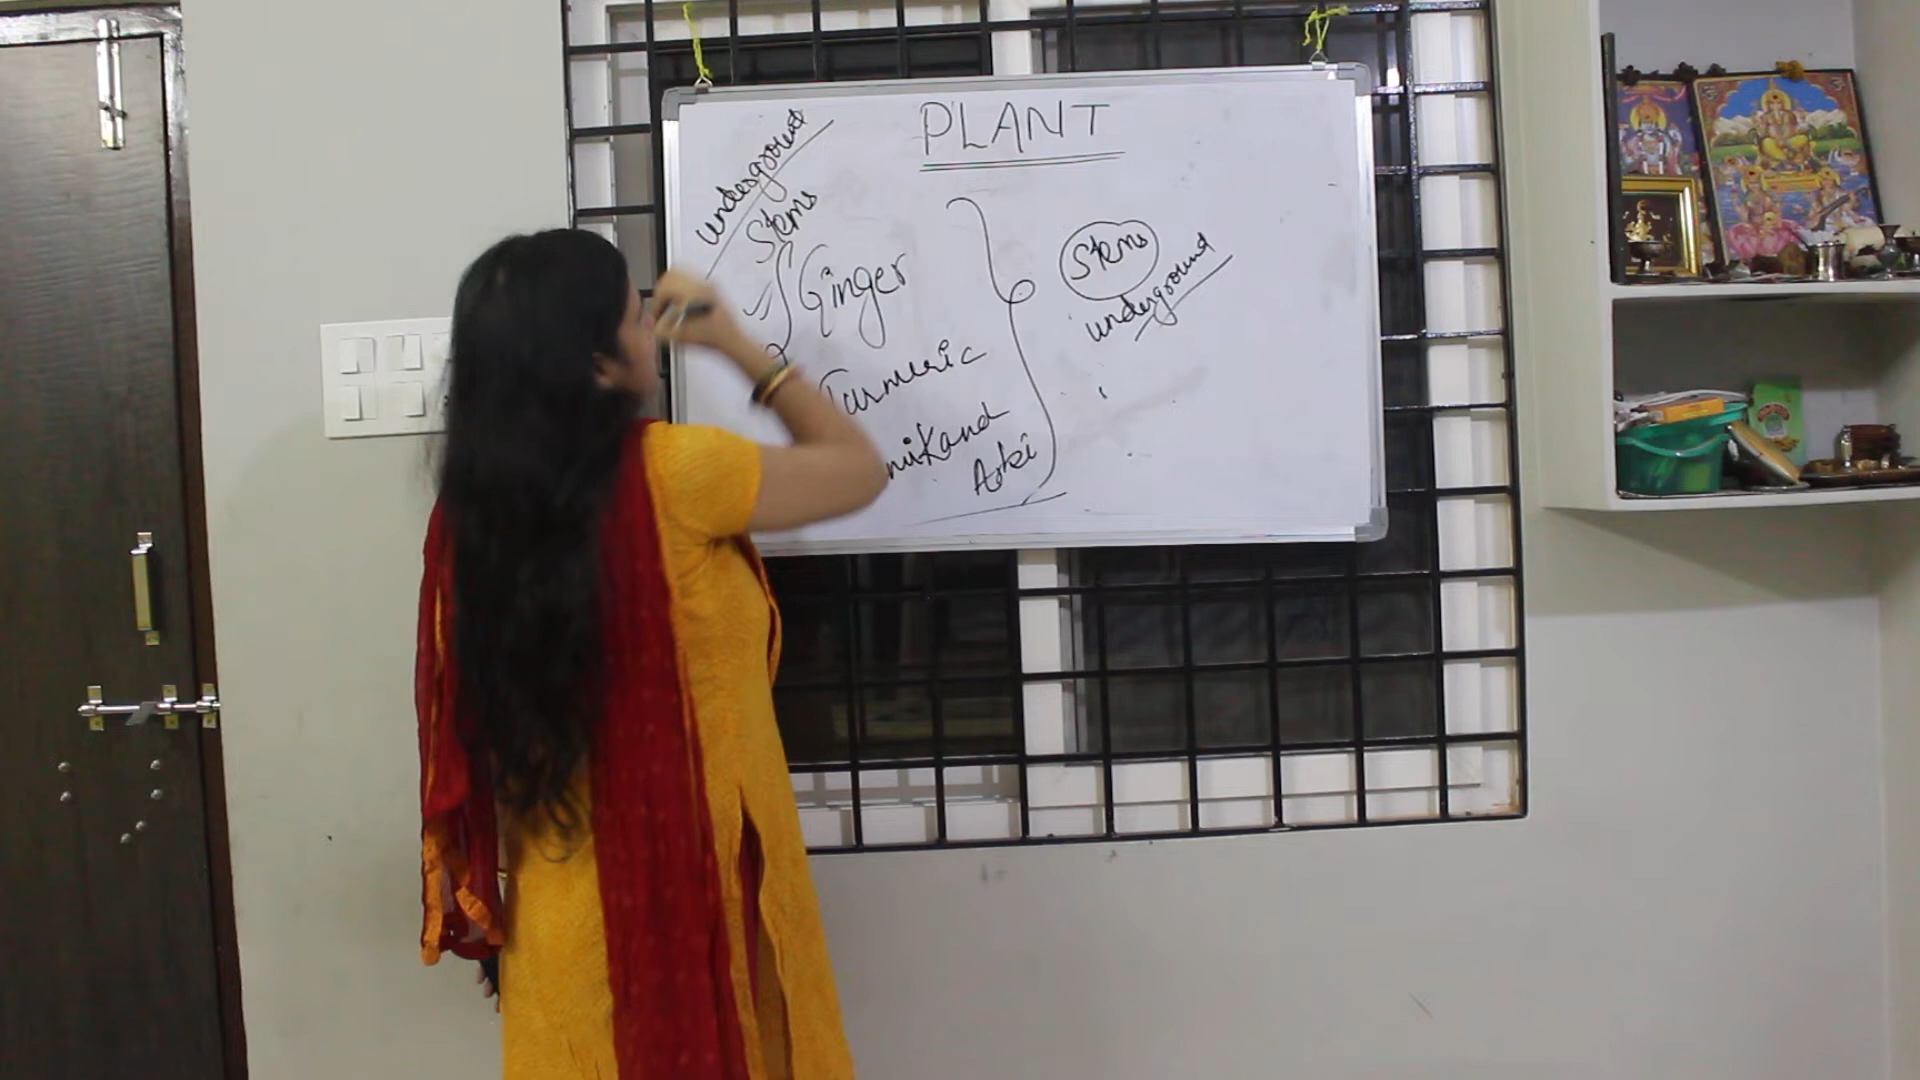 PLANT
underground
Stems
Ginger
Turmeric
Arbi
Stems
underground